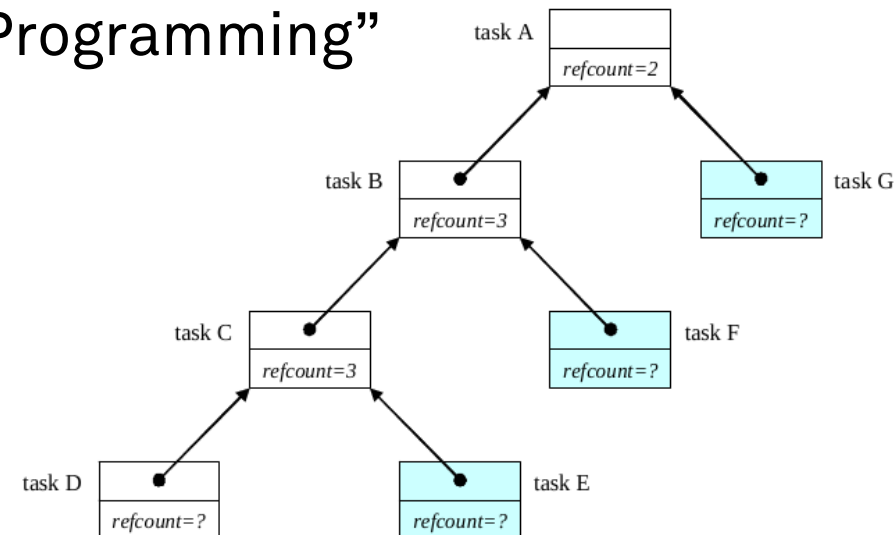 Programming”
task A
refcount=2
task B
refcount=3
task G
refcount=?
task C
refcount=3
task F
refcount=?
task D
refcount=?
task E
refcount=?